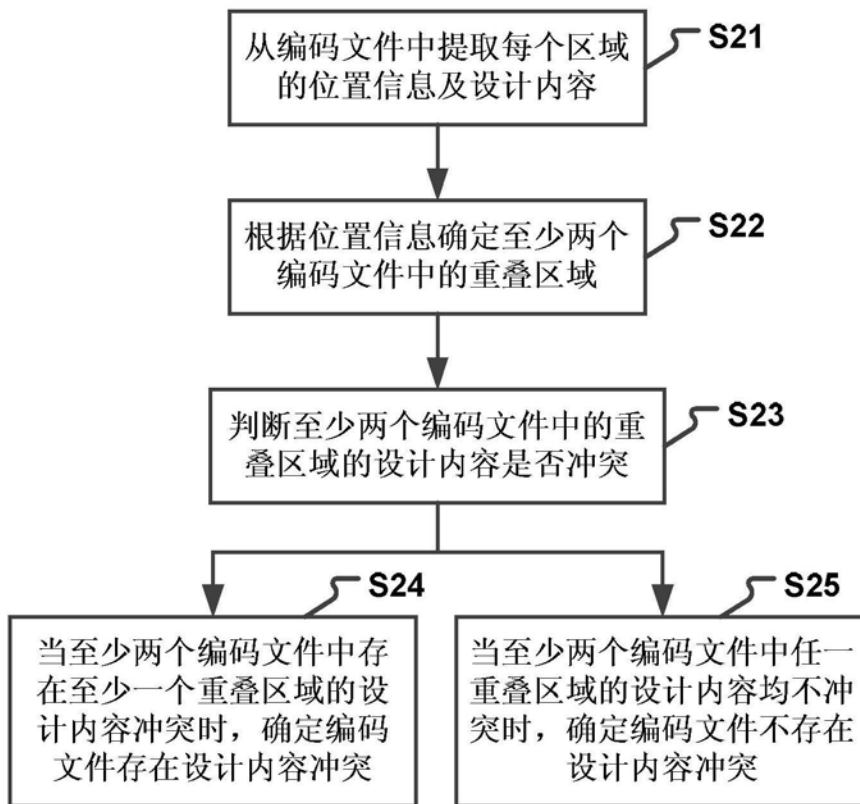 从编码文件中提取每个区域
的位置信息及设计内容
S21
根据位置信息确定至少两个
编码文件中的重叠区域
S22
判断至少两个编码文件中的重
叠区域的设计内容是否冲突
S23
S24
当至少两个编码文件中存
在至少一个重叠区域的设
计内容冲突时，确定编码
文件存在设计内容冲突
S25
当至少两个编码文件中任一
重叠区域的设计内容均不冲
突时，确定编码文件不存在
设计内容冲突